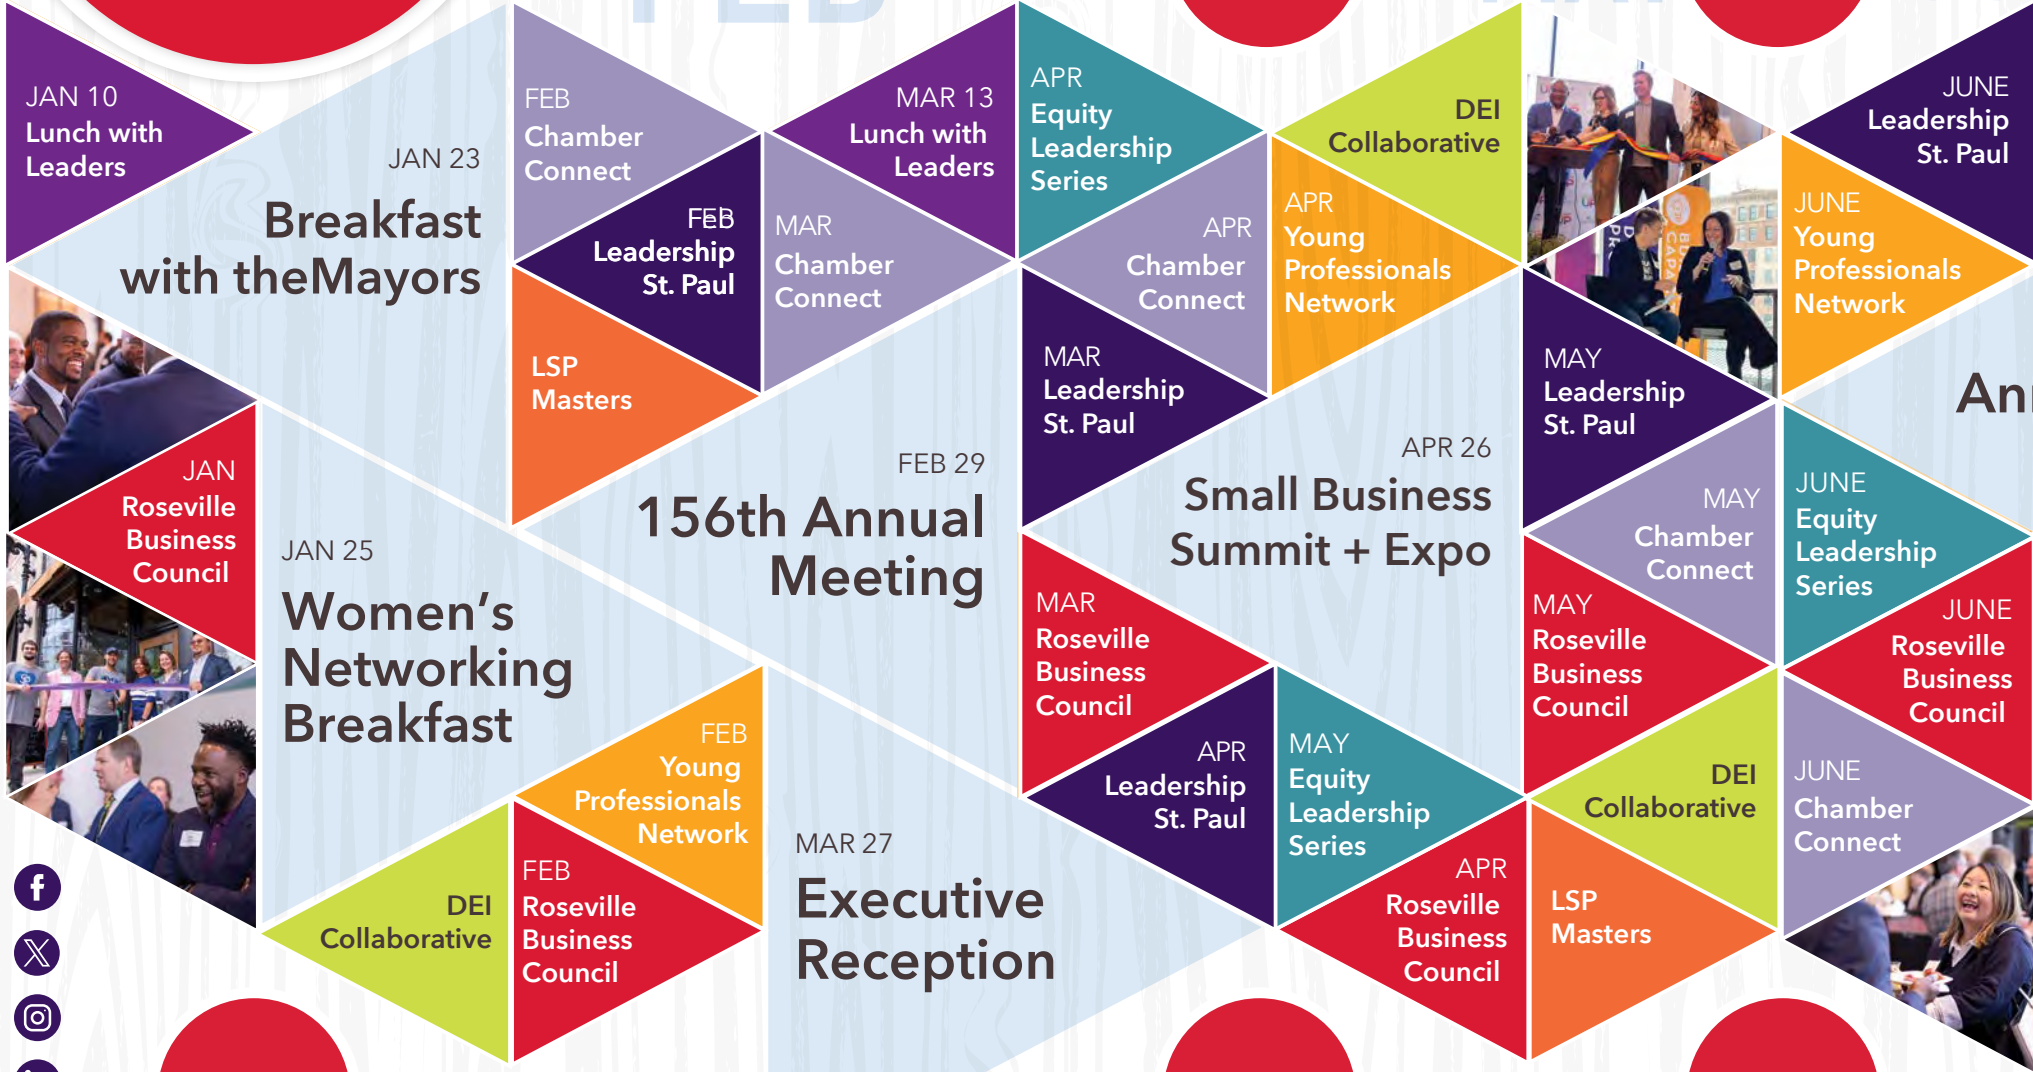 FEB
JAN 10
Lunch with
Leaders
JAN 23
Breakfast
with theMayors
FEB
Chamber
Connect
FEB
Leadership
St. Paul
MAR
Chamber
Connect
MAR 13
Lunch with
Leaders
APR
Equity
Leadership
Series
APR
Chamber
Connect
APR
Young
Professionals
Network
DEI
Collaborative
JUNE
Leadership
St. Paul
JUNE
Young
Professionals
Network
LSP
Masters
MAR
Leadership
St. Paul
MAY
Leadership
St. Paul
JAN
Roseville
Business
Council
JAN 25
Women's
Networking
Breakfast
FEB 29
156th Annual
Meeting
APR 26
Small Business
Summit + Expo
MAY
Chamber
Connect
JUNE
Equity
Leadership
Series
MAR
Roseville
Business
Council
MAY
Roseville
Business
Council
JUNE
Roseville
Business
Council
FEB
Young
Professionals
Network
APR
Leadership
St. Paul
MAY
Equity
Leadership
Series
DEI
Collaborative
JUNE
Chamber
Connect
DEI
Collaborative
FEB
Roseville
Business
Council
MAR 27
Executive
Reception
APR
Roseville
Business
Council
LSP
Masters